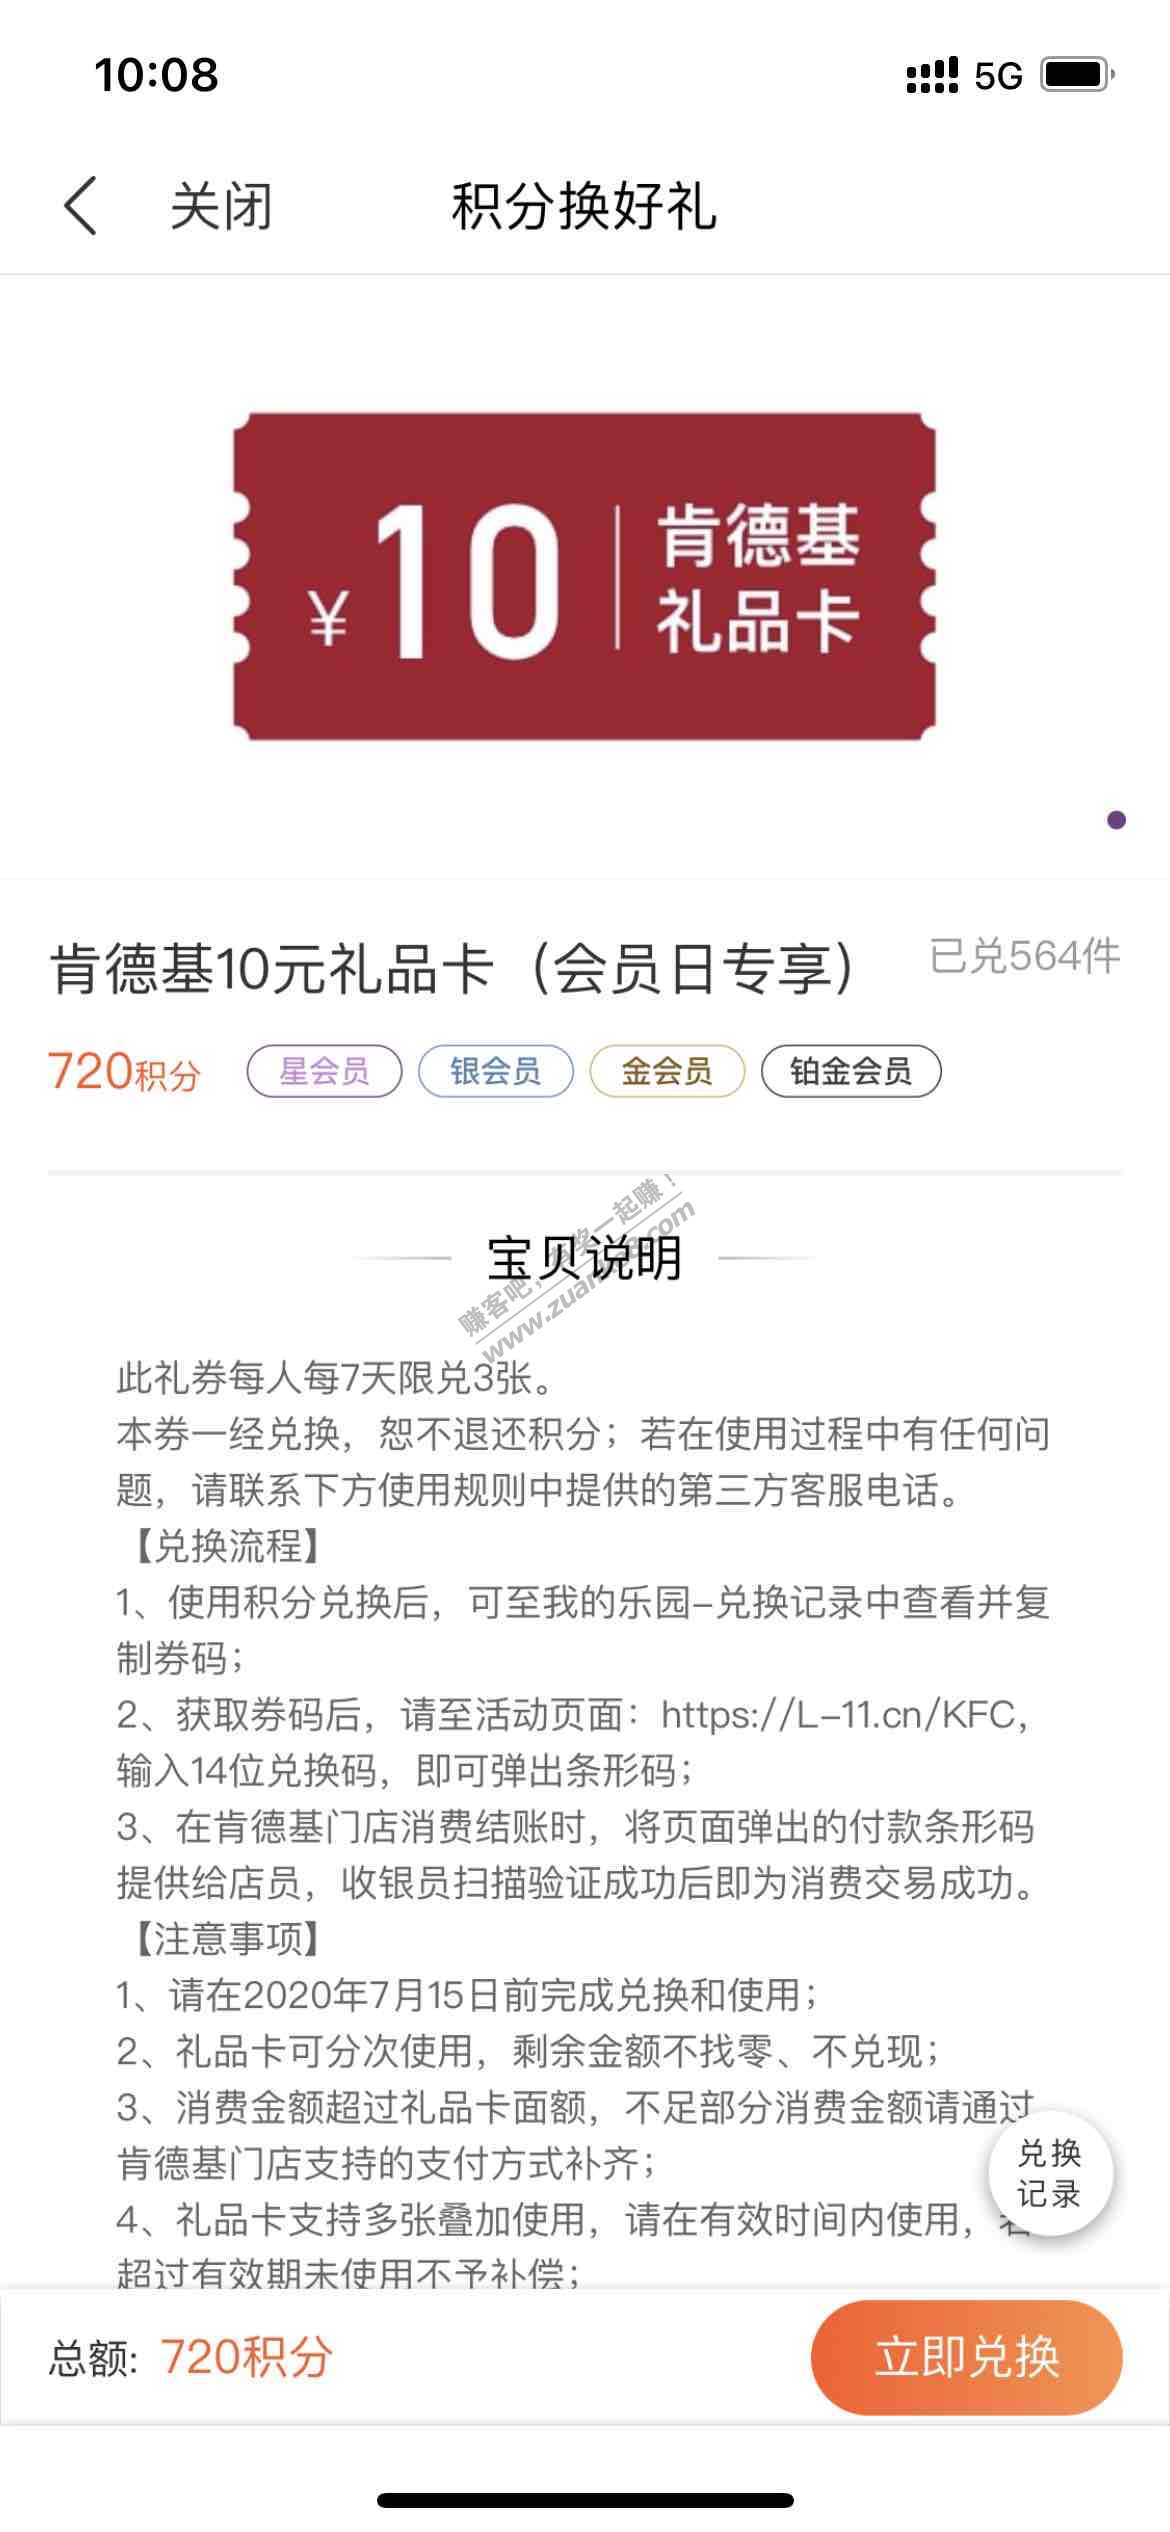 10:08
5G
关闭
积分换好礼
¥10
肯德基
礼品卡
肯德基10元礼品卡（会员日专享）
已兑564件
720积分
星会员
银会员
金会员
铂金会员
宝贝说明
赚客吧，有奖一起赚！
www.zuanke8.com
此礼券每人每7天限兑3张。
本券一经兑换，恕不退还积分；若在使用过程中有任何问
题，请联系下方使用规则中提供的第三方客服电话。
【兑换流程】
1、使用积分兑换后，可至我的乐园-兑换记录中查看并复
制券码；
2、获取券码后，请至活动页面：https://L-11.cn/KFC，
输入14位兑换码，即可弹出条形码；
3、在肯德基门店消费结账时，将页面弹出的付款条形码
提供给店员，收银员扫描验证成功后即为消费交易成功。
【注意事项】
1、请在2020年7月15日前完成兑换和使用；
2、礼品卡可分次使用，剩余金额不找零、不兑现；
3、消费金额超过礼品卡面额，不足部分消费金额请通过
肯德基门店支持的支付方式补齐；
4、礼品卡支持多张叠加使用，请在有效时间内使用，若
超过有效期未使用不予补偿；
兑换
记录
总额: 720积分
立即兑换